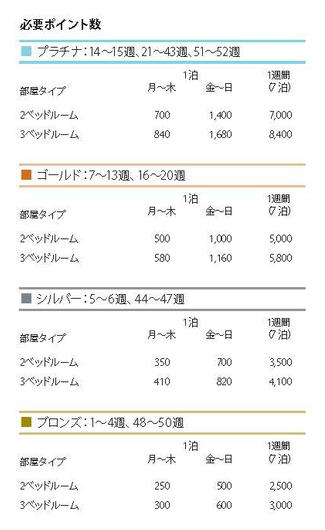 必要ポイント数
プラチナ：14～15週、21～43週、51～52週
1泊 1週間
部屋タイプ 月～木 金～日 (7泊)
2ベッドルーム 700 1,400 7,000
3ベッドルーム 840 1,680 8,400
ゴールド：7～13週、16～20週
1泊 1週間
部屋タイプ 月～木 金～日 (7泊)
2ベッドルーム 500 1,000 5,000
3ベッドルーム 580 1,160 5,800
シルバー：5～6週、44～47週
1泊 1週間
部屋タイプ 月～木 金～日 (7泊)
2ベッドルーム 350 700 3,500
3ベッドルーム 410 820 4,100
ブロンズ：1～4週、48～50週
1泊 1週間
部屋タイプ 月～木 金～日 (7泊)
2ベッドルーム 250 500 2,500
3ベッドルーム 300 600 3,000